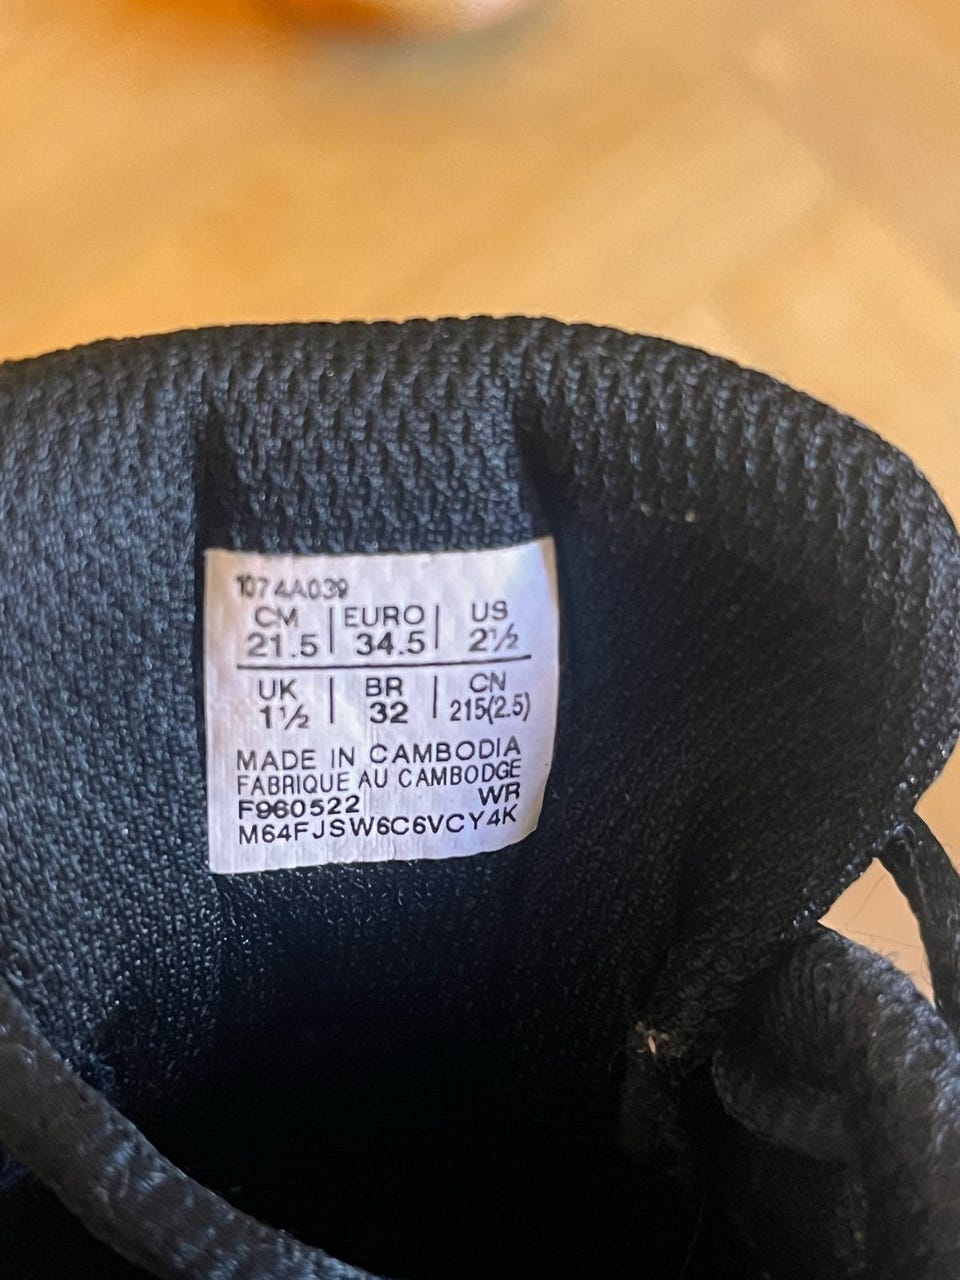 1074A039
CM | EURO | US
21.5 | 34.5 | 2½
UK | BR | CN
1½ | 32 | 215(2.5)
MADE IN CAMBODIA
FABRIQUE AU CAMBODGE
F960522 WR
M64FJSW6C6VCY4K